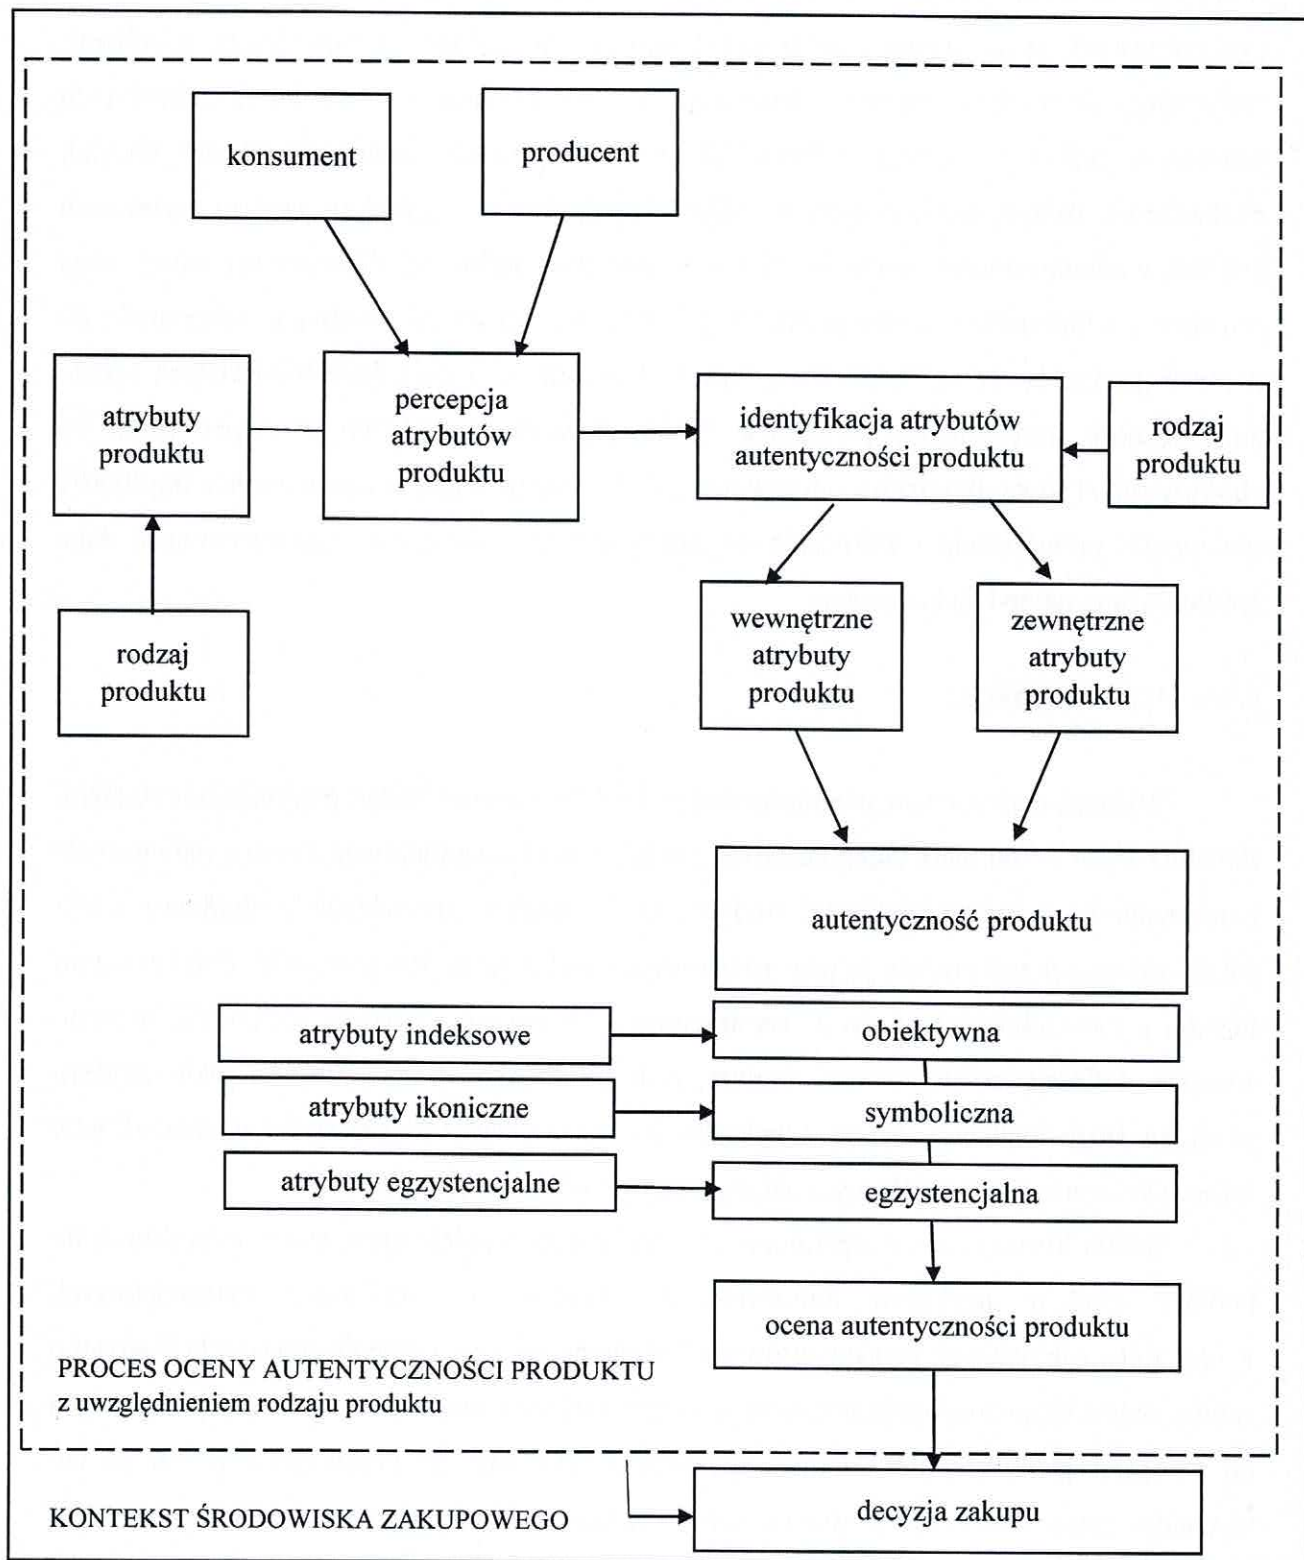 konsument
producent
atrybuty
produktu
percepcja
atrybutów
produktu
identyfikacja atrybutów
autentyczności produktu
rodzaj
produktu
rodzaj
produktu
wewnętrzne
atrybuty
produktu
zewnętrzne
atrybuty
produktu
autentyczność produktu
atrybuty indeksowe
obiektywna
atrybuty ikoniczne
symboliczna
atrybuty egzystencjalne
egzystencjalna
ocena autentyczności produktu
PROCES OCENY AUTENTYCZNOŚCI PRODUKTU
z uwzględnieniem rodzaju produktu
decyzja zakupu
KONTEKST ŚRODOWISKA ZAKUPOWEGO